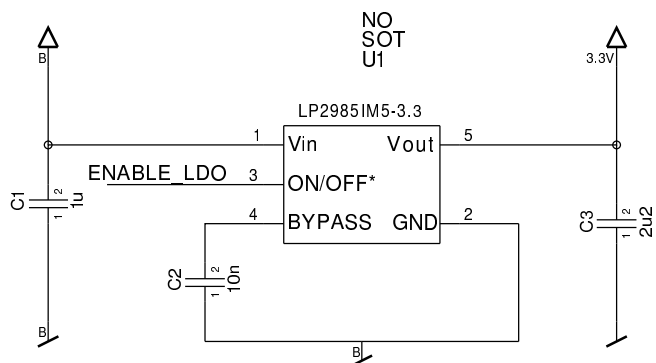 NO
SOT
U1
B
3.3V
LP2985IM5-3.3
1 Vin Vout 5
ENABLE_LDO 3 ON/OFF*
4 BYPASS GND 2
C1 2 1 1u
C2 2 1 10n
C3 2 1 2u2
B
B